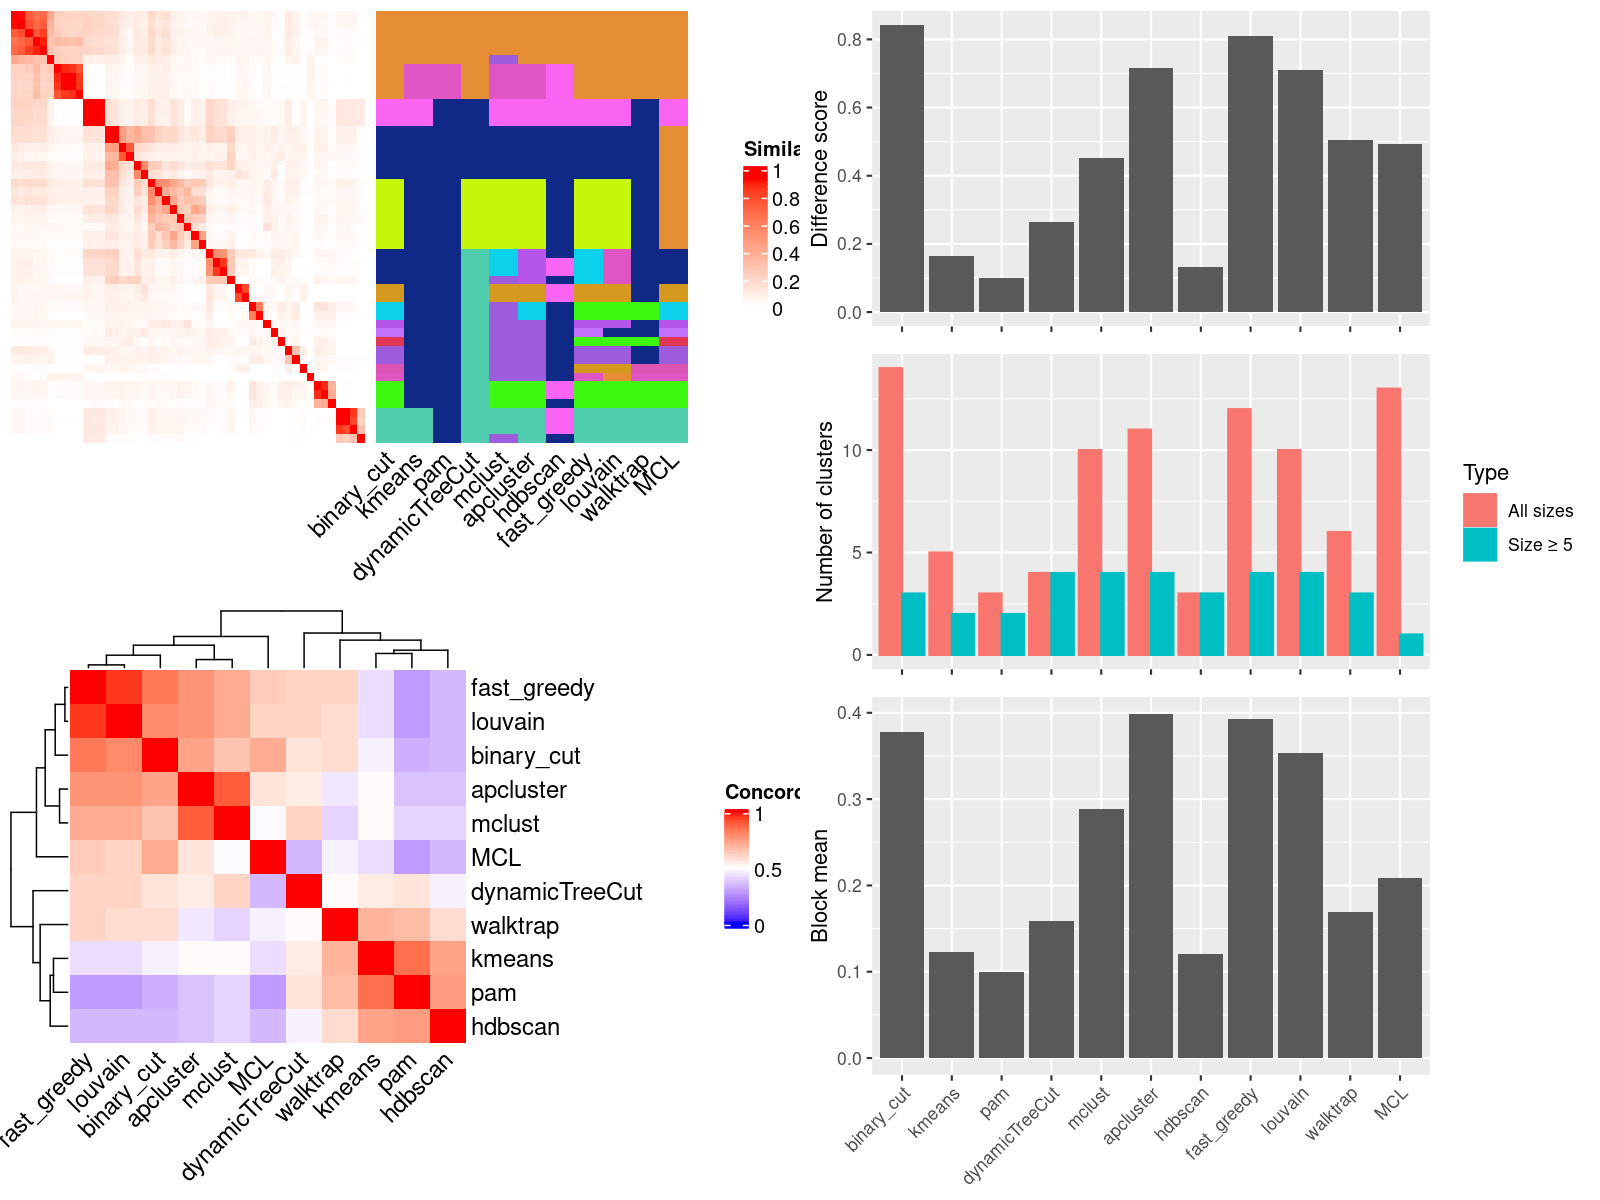 Simila
1
0.8
0.6
0.4
0.2
0
binary_cut
kmeans
pam
dynamicTreeCut
mclust
apcluster
hdbscan
fast_greedy
louvain
walktrap
MCL
fast_greedy
louvain
binary_cut
apcluster
mclust
MCL
dynamicTreeCut
walktrap
kmeans
pam
hdbscan
fast_greedy
louvain
binary_cut
apcluster
mclust
MCL
dynamicTreeCut
walktrap
kmeans
pam
hdbscan
Concord
1
0.5
0
Difference score
0.8
0.6
0.4
0.2
0.0
Number of clusters
10
5
0
Type
All sizes
Size ≥ 5
Block mean
0.4
0.3
0.2
0.1
0.0
binary_cut
kmeans
pam
dynamicTreeCut
mclust
apcluster
hdbscan
fast_greedy
louvain
walktrap
MCL